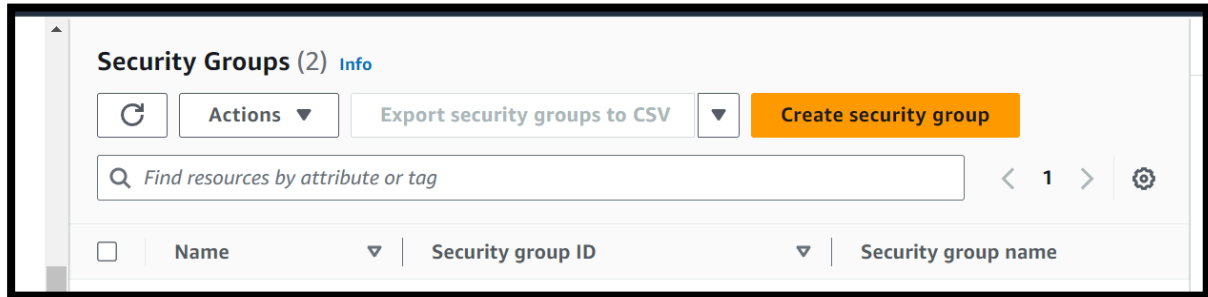 Security Groups (2) Info
Actions Export security groups to CSV Create security group
Find resources by attribute or tag 1
Name Security group ID Security group name